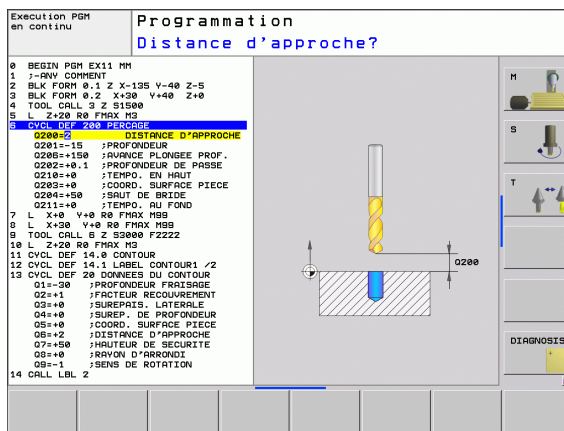 Execution PGM
en continu
Programmation
Distance d'approche?
0 BEGIN PGM EX11 MM
1 ;-ANY COMMENT
2 BLK FORM 0.1 Z X-135 Y-40 Z-5
3 BLK FORM 0.2 X+30 Y+40 Z+0
4 TOOL CALL 3 Z S1500
5 L Z+20 R0 FMAX M3
6 CYCL DEF 200 PERCAGE
Q200=2 DISTANCE D'APPROCHE
Q201=-15 ;PROFONDEUR
Q206=+150 ;AVANCE PLONGEE PROF.
Q202=+0.1 ;PROFONDEUR DE PASSE
Q210=+0 ;TEMPO. EN HAUT
Q203=+0 ;COORD. SURFACE PIECE
Q204=+50 ;SAUT DE BRIDE
Q211=+0 ;TEMPO. AU FOND
7 L X+0 Y+0 R0 FMAX M99
8 L X+30 Y+0 R0 FMAX M99
9 TOOL CALL 6 Z S3000 F2222
10 L Z+20 R0 FMAX M3
11 CYCL DEF 14.0 CONTOUR
12 CYCL DEF 14.1 LABEL CONTOUR1 /2
13 CYCL DEF 20 DONNEES DU CONTOUR
Q1=-30 ;PROFONDEUR FRAISAGE
Q2=+1 ;FACTEUR RECOUVREMENT
Q3=+0 ;SUREPAIS. LATERALE
Q4=+0 ;SUREP. DE PROFONDEUR
Q5=+0 ;COORD. SURFACE PIECE
Q6=+2 ;DISTANCE D'APPROCHE
Q7=+50 ;HAUTEUR DE SECURITE
Q8=+0 ;RAYON D'ARRONDI
Q9=-1 ;SENS DE ROTATION
14 CALL LBL 2
Q200
M
S
T
DIAGNOSIS